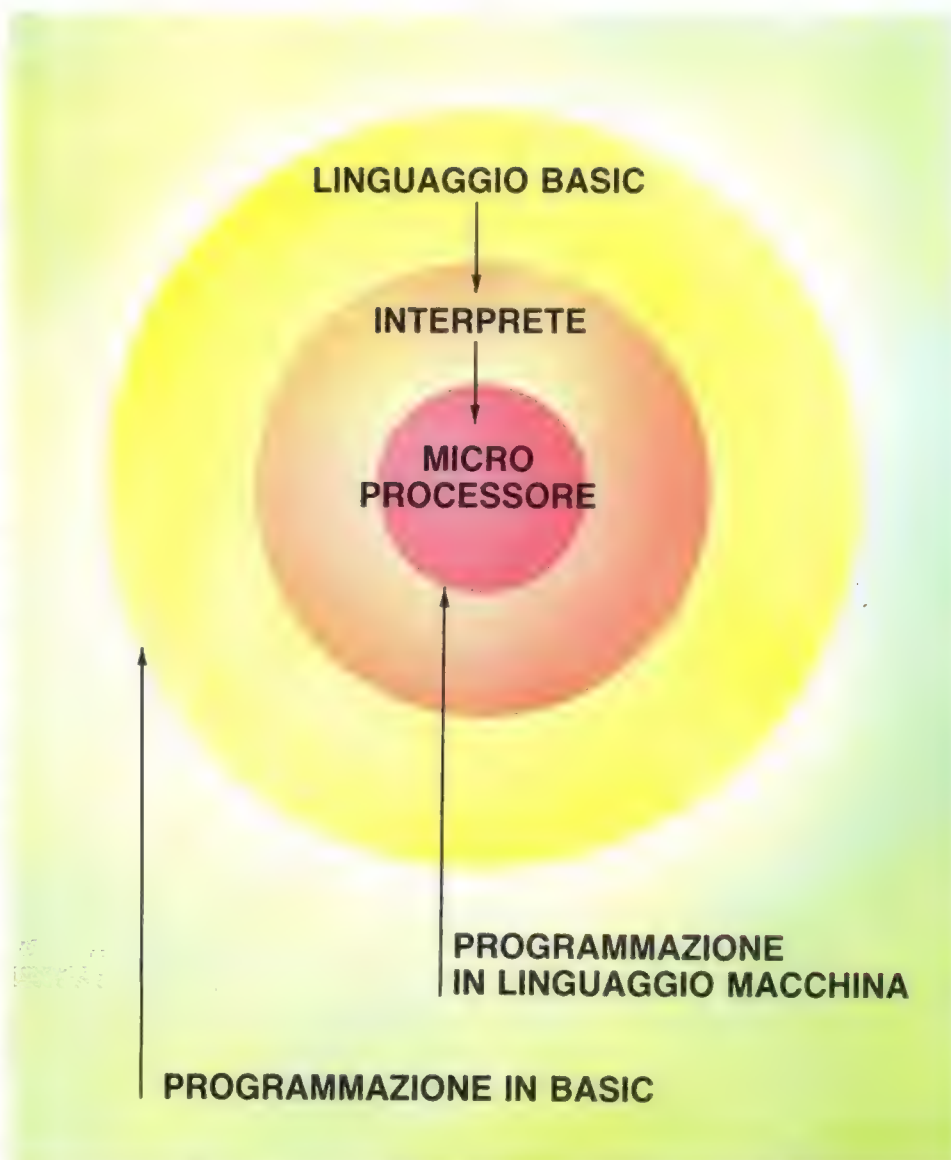 LINGUAGGIO BASIC
INTERPRETE
MICRO
PROCESSORE
PROGRAMMAZIONE
IN LINGUAGGIO MACCHINA
PROGRAMMAZIONE IN BASIC